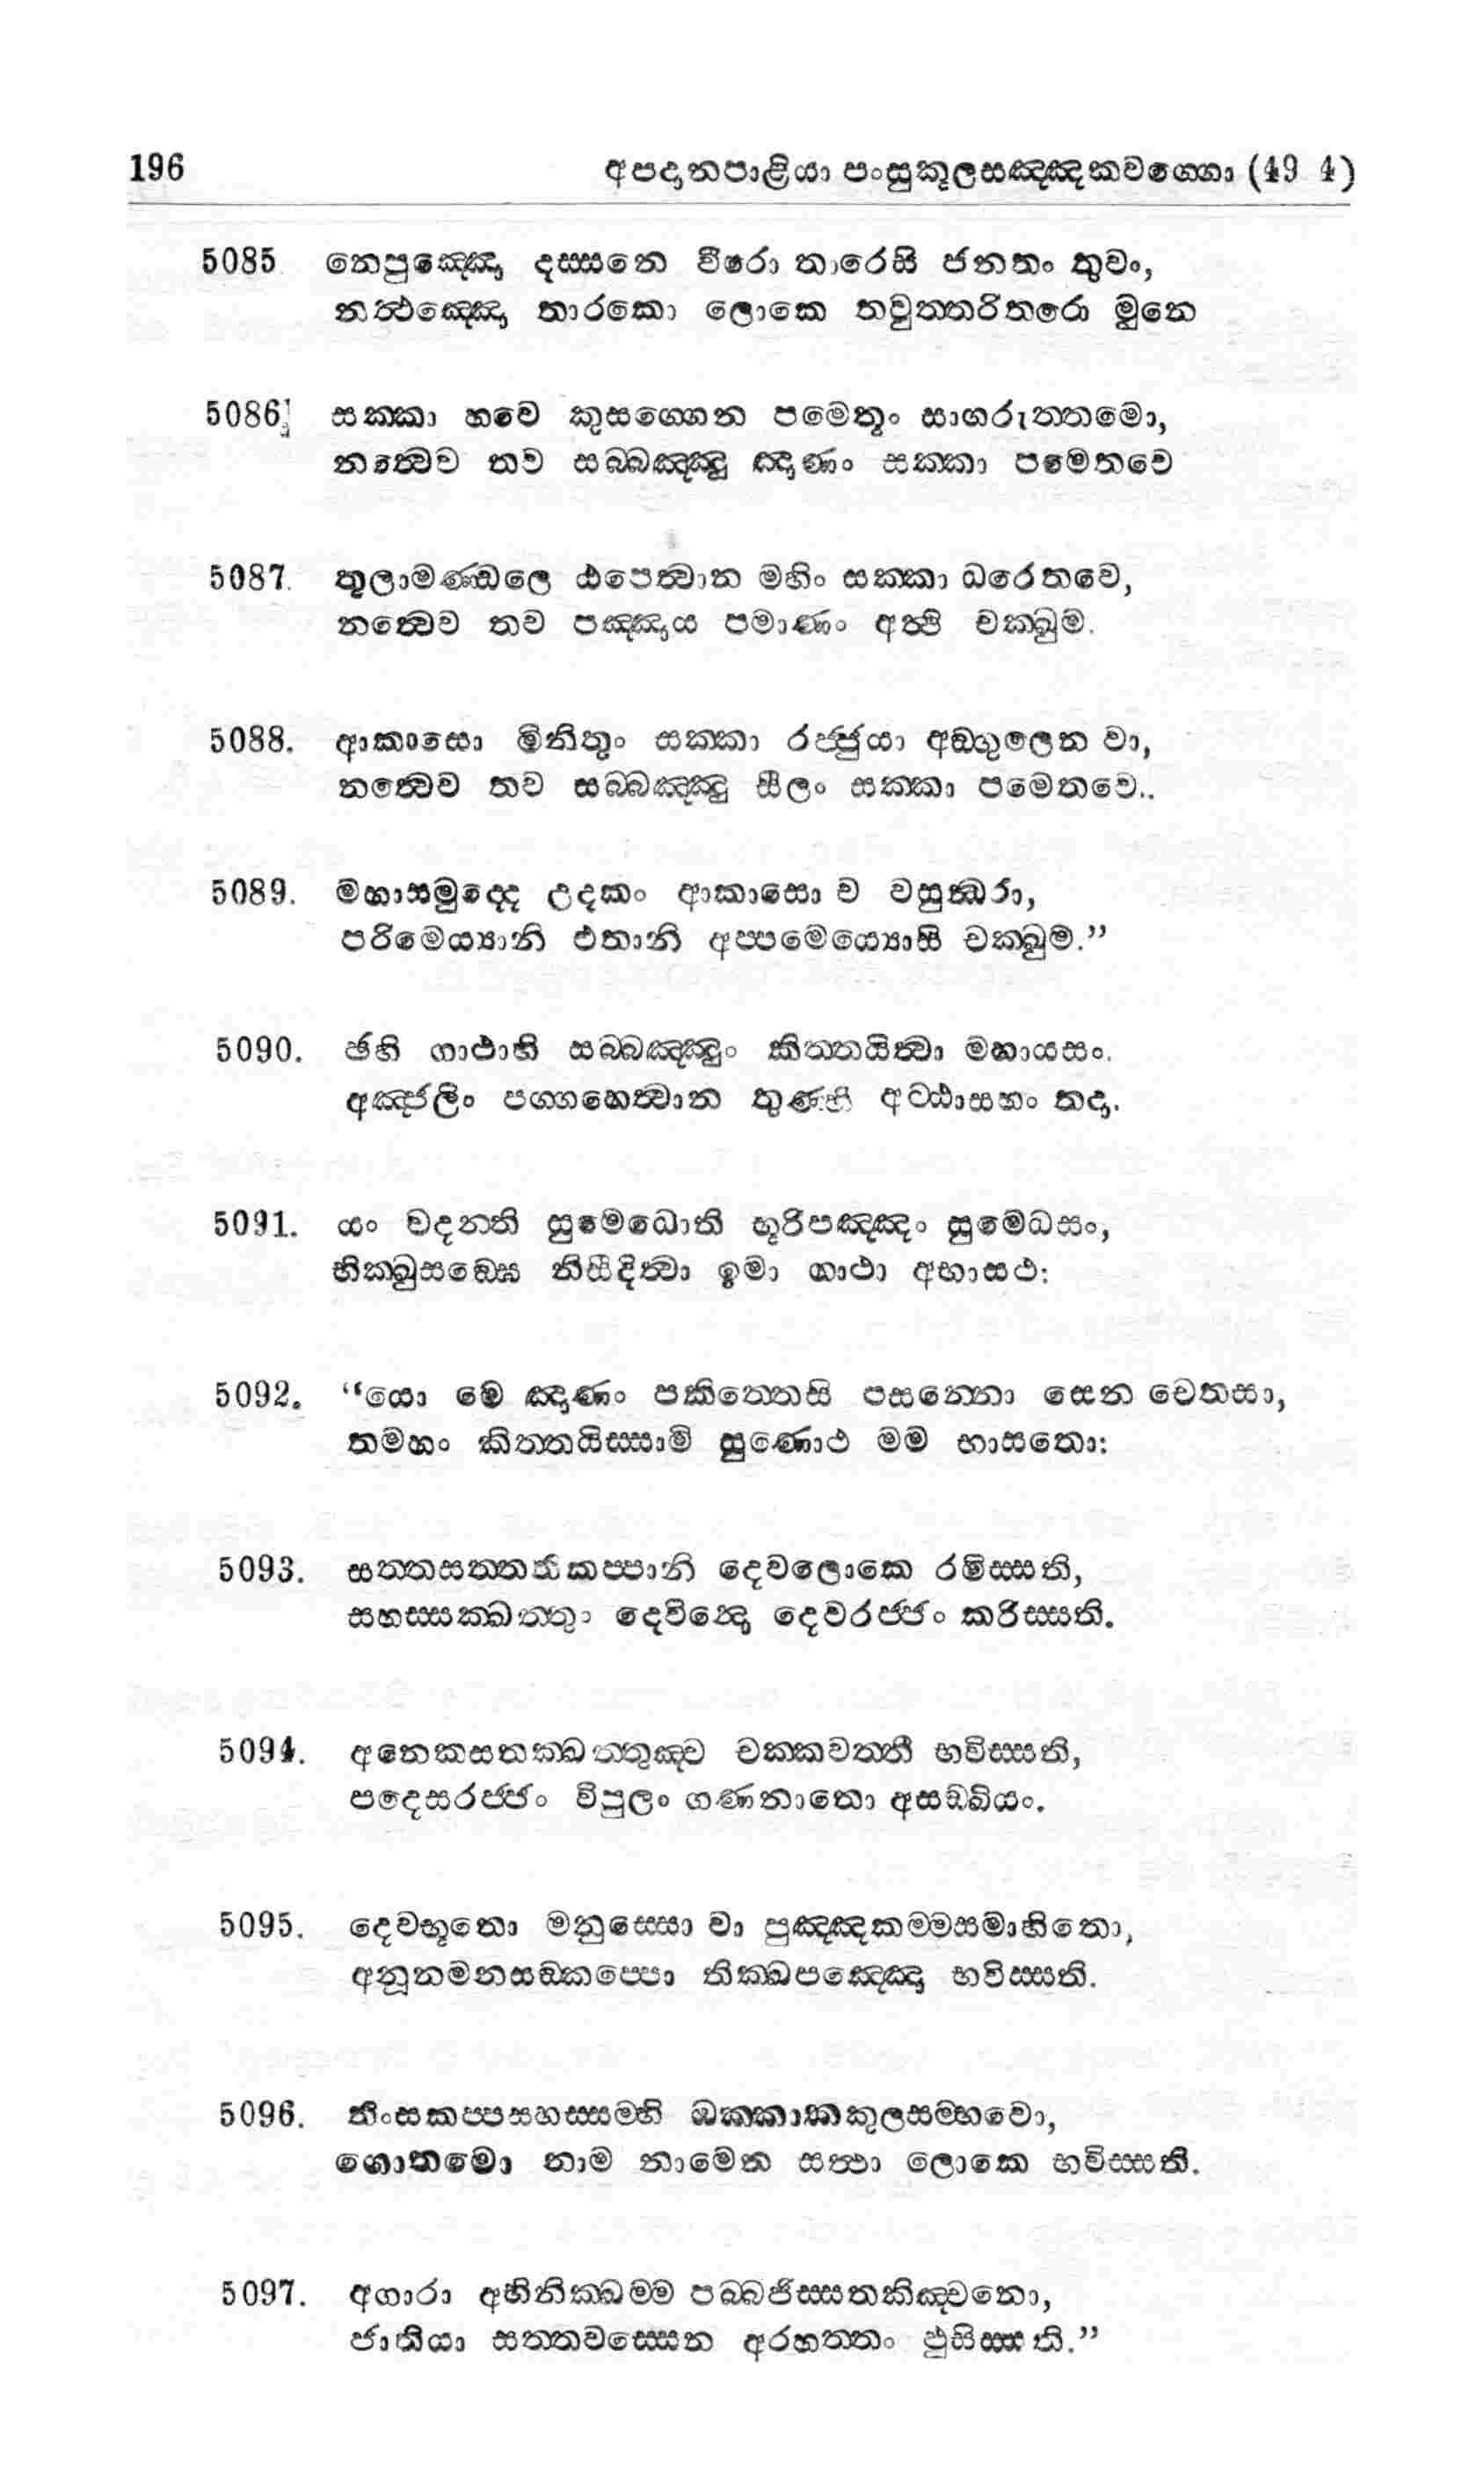 196 අපදානපාළියා පංසුකූලසඤ්ඤකවග්ගො (49 4)
5085 නෙපුඤ්ඤෙ දස්සනෙ වීරො තාරෙසි ජනතං තුවං,
නත්ථඤ්ඤො තාරකො ලොකෙ තවුත්තරිතරො මුනෙ
5086. සක්කා හවෙ කුසග්ගෙන පමෙතුං සාගරුත්තමො,
නත්වෙව තව සබ්බඤ්ඤු ඤාණං සක්කා පමෙතවෙ
5087. තුලාමණ්ඩලෙ ඨපෙත්වාන මහිං සක්කා ධරෙතවෙ,
නත්වෙව තව පඤ්ඤාය පමාණං අත්ථි චක්ඛුම.
5088. ආකාසො මිනිතුං සක්කා රජ්ජුයා අඞ්ගුලෙන වා,
නත්වෙව තව සබ්බඤ්ඤු සීලං සක්කා පමෙතවෙ..
5089. මහාසමුද්දෙ උදකං ආකාසො ච වසුන්ධරා,
පරිමෙය්‍යානි එතානි අප්පමෙය්‍යොසි චක්ඛුම.”
5090. ඡහි ගාථාහි සබ්බඤ්ඤුං කිත්තයිත්වා මහායසං.
අඤ්ජලිං පග්ගහෙත්වාන තුණ්හී අට්ඨාසහං තදා.
5091. යං වදන්ති සුමෙධොති භූරිපඤ්ඤං සුමෙධසං,
භික්ඛුසඞ්ඝෙ නිසීදිත්වා ඉමා ගාථා අභාසථ:
5092. “යො මෙ ඤාණං පකිත්තෙසි පසන්නො සෙන චෙතසා,
තමහං කිත්තයිස්සාමි සුණොථ මම භාසතො:
5093. සත්තසත්තතිකප්පානි දෙවලොකෙ රමිස්සති,
සහස්සක්ඛත්තුං දෙවින්දො දෙවරජ්ජං කරිස්සති.
5094. අනෙකසතක්ඛත්තුඤ්ච චක්කවත්තී භවිස්සති,
පදෙසරජ්ජං විපුලං ගණනාතො අසඞ්ඛියං.
5095. දෙවභූතො මනුස්සො වා පුඤ්ඤකම්මසමාහිතො,
අනූනමනසඞ්කප්පො තික්ඛපඤ්ඤො භවිස්සති.
5096. තිංසකප්පසහස්සම්හි ඔක්කාකකුලසම්භවො,
ගොතමො නාම නාමෙන සත්ථා ලොකෙ භවිස්සති.
5097. අගාරා අභිනික්ඛම්ම පබ්බජිස්සතකිඤ්චනො,
ජාතියා සත්තවස්සෙන අරහත්තං ඵුසිස්සති.”